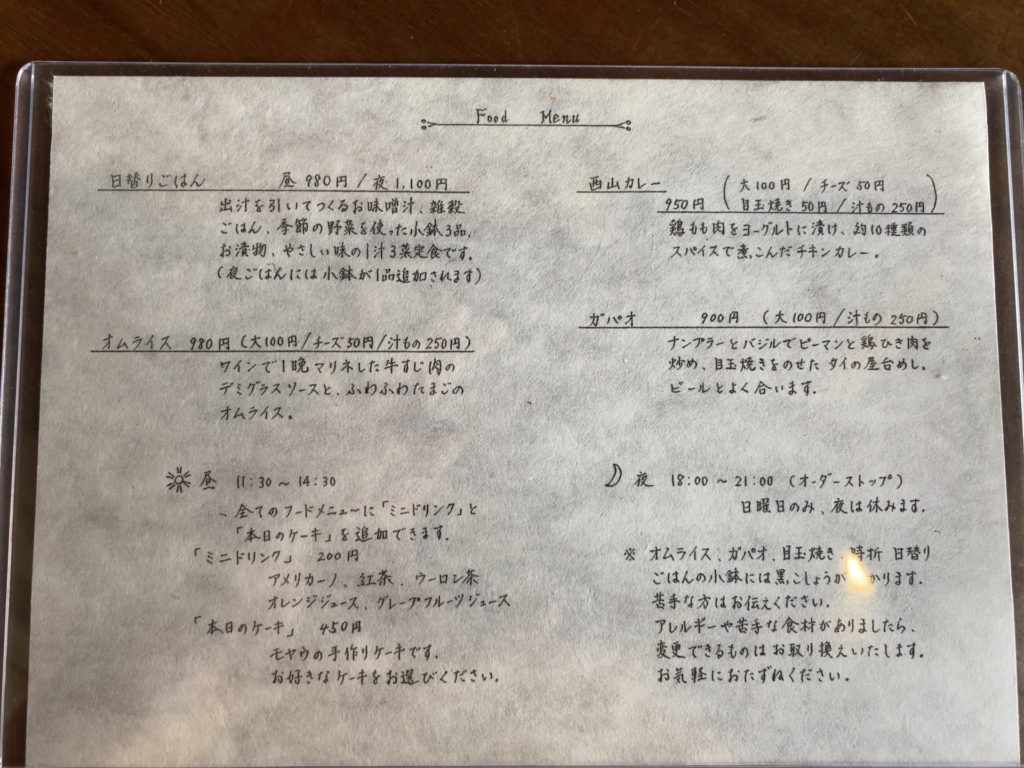 Food Menu
日替りごはん 昼 980円 / 夜 1,100円
出汁を引いてつくるお味噌汁、雑穀
ごはん、季節の野菜を使った小鉢3品、
お漬物、やさしい味の1汁3菜定食です。
(夜ごはんには小鉢が1品追加されます)
オムライス 980円 (大100円/チーズ50円/汁もの250円)
ワインで1晩マリネした牛すじ肉の
デミグラスソースと、ふわふわたまごの
オムライス。
西山カレー
950円
(大100円 / チーズ50円
目玉焼き50円/汁もの250円)
鶏もも肉をヨーグルトに漬け、約10種類の
スパイスで煮こんだチキンカレー。
ガパオ 900円 (大100円/汁もの250円)
ナンプラーとバジルでピーマンと鶏ひき肉を
炒め、目玉焼きをのせた タイの屋台めし。
ビールとよく合います。
昼 11:30～14:30
~ 全てのフードメニューに「ミニドリンク」と
「本日のケーキ」を追加できます。
「ミニドリンク」 200円
アメリカーノ、紅茶、ウーロン茶
オレンジジュース、グレープフルーツジュース
「本日のケーキ」 450円
モヤウの手作りケーキです。
お好きなケーキをお選びください。
夜 18:00～21:00 (オーダーストップ)
日曜日のみ、夜は休みます。
※ オムライス、ガパオ、目玉焼き、時折 日替り
ごはんの小鉢には黒こしょうがかります。
苦手な方はお伝えください。
アレルギーや苦手な食材がありましたら、
変更できるものはお取り換えいたします。
お気軽におたずねください。